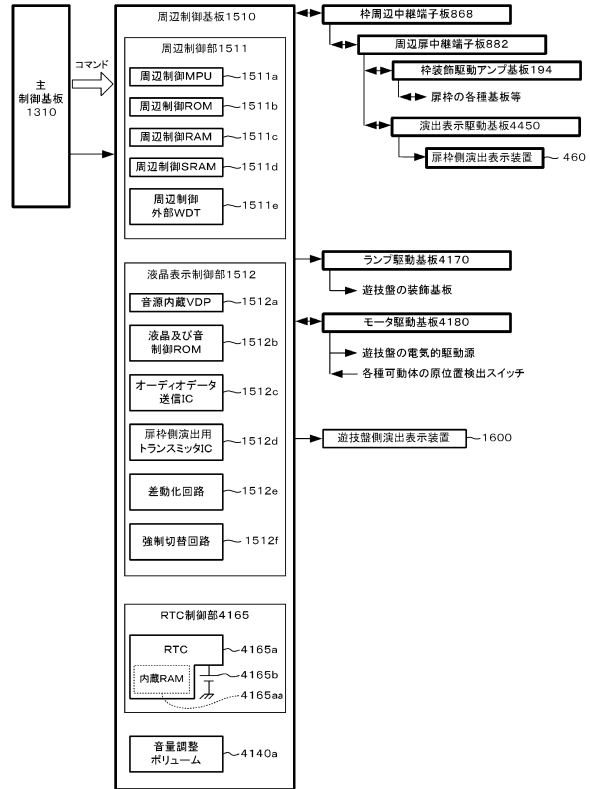 主
制御基板
1310
コマンド
周辺制御基板1510
周辺制御部1511
周辺制御MPU
1511a
周辺制御ROM
1511b
周辺制御RAM
1511c
周辺制御SRAM
1511d
周辺制御
外部WDT
1511e
液晶表示制御部1512
音源内蔵VDP
1512a
液晶及び音
制御ROM
1512b
オーディオデータ
送信IC
1512c
扉枠側演出用
トランスミッタIC
1512d
差動化回路
1512e
強制切替回路
1512f
RTC制御部4165
RTC
4165a
内蔵RAM
4165b
4165aa
音量調整
ボリューム
4140a
枠周辺中継端子板868
周辺扉中継端子板882
枠装飾駆動アンプ基板194
扉枠の各種基板等
演出表示駆動基板4450
扉枠側演出表示装置
460
ランプ駆動基板4170
遊技盤の装飾基板
モータ駆動基板4180
遊技盤の電気的駆動源
各種可動体の原位置検出スイッチ
遊技盤側演出表示装置
1600